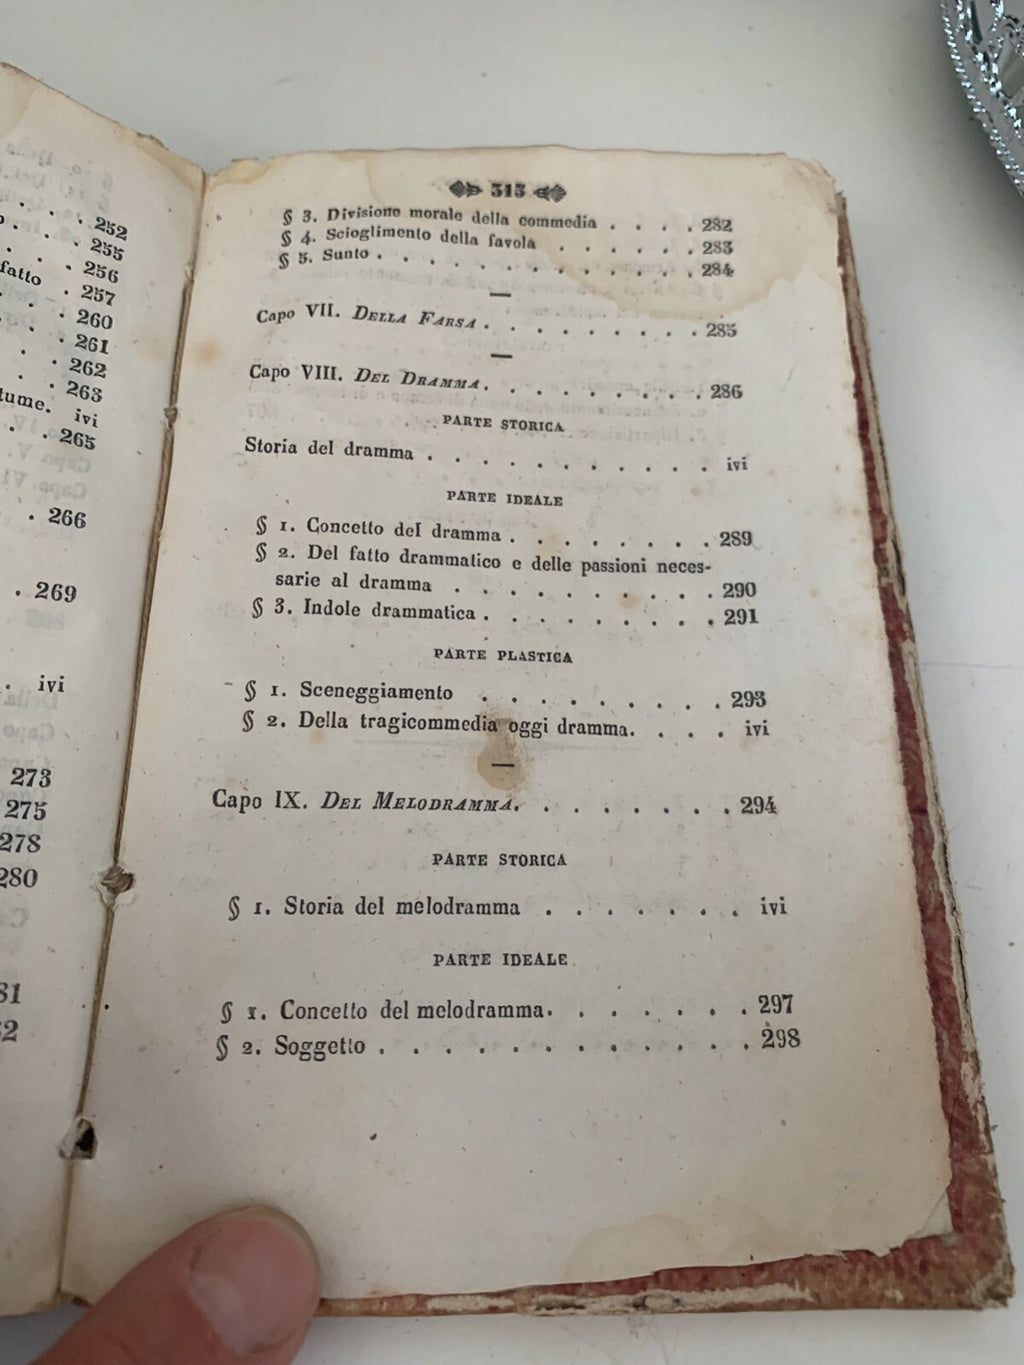 252
255
256
fatto . 257
260
261
262
263
tume. ivi
265
266
269
ivi
273
275
278
280
81
2
313
§ 3. Divisione morale della commedia . . . . 282
§ 4. Scioglimento della favola . . . . . . 283
§ 5. Sunto . . . . . . . . . . . . . 284
Capo VII. DELLA FARSA . . . . . . . . . 285
Capo VIII. DEL DRAMMA. . . . . . . . . 286
PARTE STORICA
Storia del dramma . . . . . . . . . . . . ivi
PARTE IDEALE
§ 1. Concetto del dramma . . . . . . . . 289
§ 2. Del fatto drammatico e delle passioni neces-
sarie al dramma . . . . . . . . . . 290
§ 3. Indole drammatica . . . . . . . . . 291
PARTE PLASTICA
§ 1. Sceneggiamento . . . . . . . . . 293
§ 2. Della tragicommedia oggi dramma. . . . . ivi
Capo IX. DEL MELODRAMMA. . . . . . . . 294
PARTE STORICA
§ 1. Storia del melodramma . . . . . . . ivi
PARTE IDEALE
§ 1. Concetto del melodramma. . . . . . . 297
§ 2. Soggetto . . . . . . . . . . . . 298